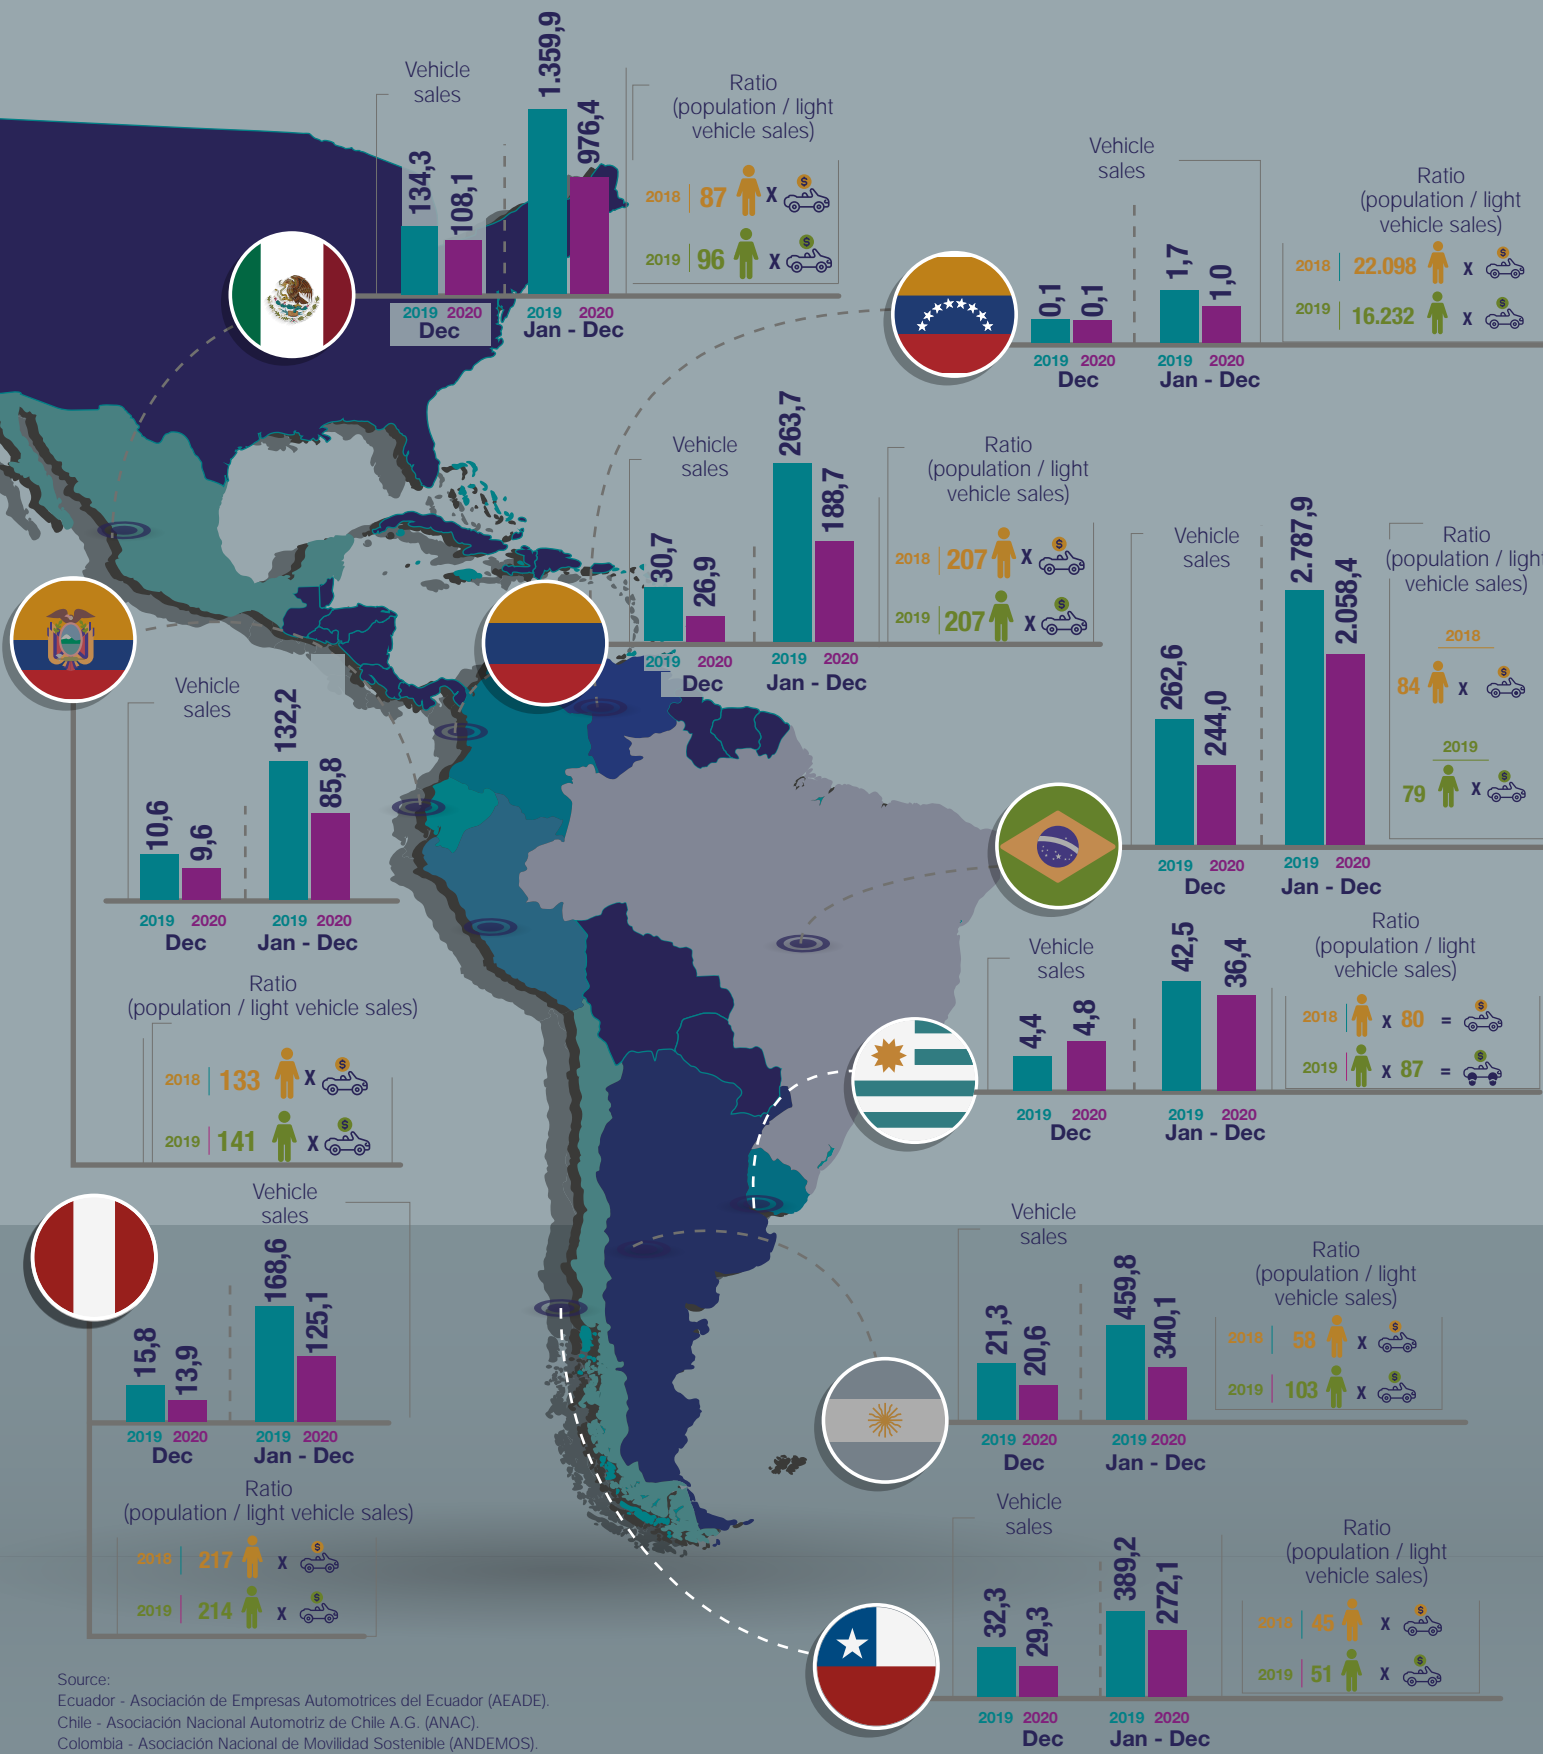 Vehicle
sales
134,3
108,1
1.359,9
976,4
2019 2020
Dec
2019 2020
Jan - Dec
Ratio
(population / light
vehicle sales)
2018 87 X $
2019 96 X $
Vehicle
sales
0,1
0,1
1,7
1,0
2019 2020
Dec
2019 2020
Jan - Dec
Ratio
(population / light
vehicle sales)
2018 22.098 X $
2019 16.232 X $
Vehicle
sales
30,7
26,9
263,7
188,7
2019 2020
Dec
2019 2020
Jan - Dec
Ratio
(population / light
vehicle sales)
2018 207 X $
2019 207 X $
Vehicle
sales
262,6
244,0
2.787,9
2.058,4
2019 2020
Dec
2019 2020
Jan - Dec
Ratio
(population / light
vehicle sales)
2018
84 X $
2019
79 X $
Vehicle
sales
10,6
9,6
132,2
85,8
2019 2020
Dec
2019 2020
Jan - Dec
Ratio
(population / light vehicle sales)
2018 133 X $
2019 141 X $
Vehicle
sales
4,4
4,8
42,5
36,4
2019 2020
Dec
2019 2020
Jan - Dec
Ratio
(population / light
vehicle sales)
2018 X 80 = $
2019 X 87 = $
Vehicle
sales
15,8
13,9
168,6
125,1
2019 2020
Dec
2019 2020
Jan - Dec
Ratio
(population / light vehicle sales)
2018 217 X $
2019 214 X $
Vehicle
sales
21,3
20,6
459,8
340,1
2019 2020
Dec
2019 2020
Jan - Dec
Ratio
(population / light
vehicle sales)
2018 58 X $
2019 103 X $
Vehicle
sales
32,3
29,3
389,2
272,1
2019 2020
Dec
2019 2020
Jan - Dec
Ratio
(population / light
vehicle sales)
2018 45 X $
2019 51 X $
Source:
Ecuador - Asociación de Empresas Automotrices del Ecuador (AEADE).
Chile - Asociación Nacional Automotriz de Chile A.G. (ANAC).
Colombia - Asociación Nacional de Movilidad Sostenible (ANDEMOS).